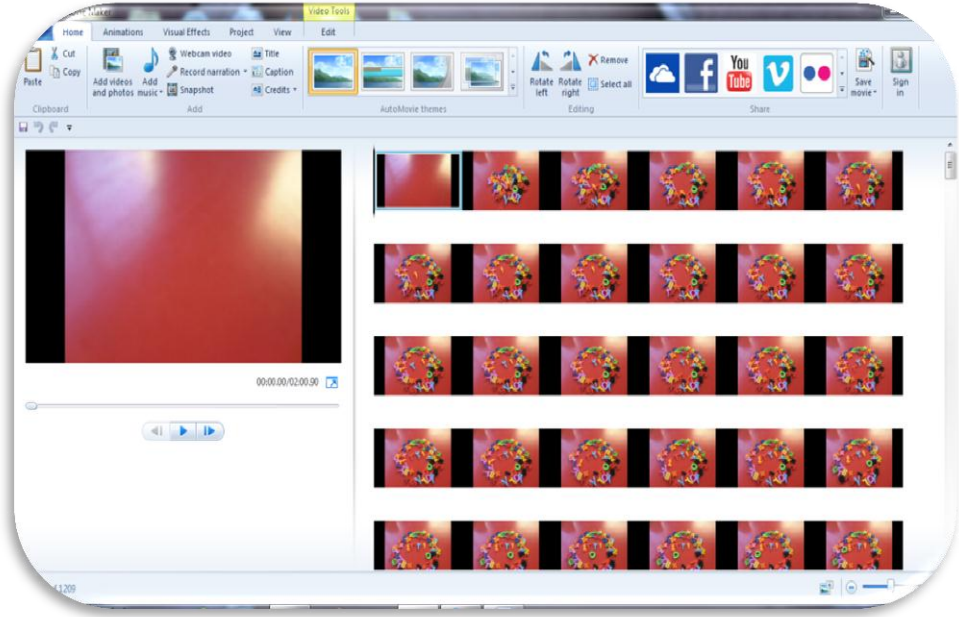 Maker
Video Tools
Home Animations Visual Effects Project View Edit
Paste
Cut
Copy
Clipboard
Add videos and photos
Add music
Webcam video
Record narration
Snapshot
Title
Caption
Credits
Add
AutoMovie themes
Rotate left
Rotate right
Remove
Select all
Editing
f
You
Tube
V
Share
Save movie
Sign in
00:00.00/02:00.90
1209